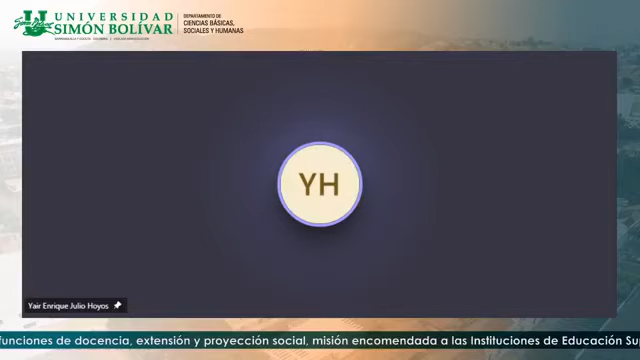 UNIVERSIDAD
SIMÓN BOLÍVAR
DEPARTAMENTO DE
CIENCIAS BÁSICAS,
SOCIALES Y HUMANAS
YH
Yair Enrique Julio Hoyos
funciones de docencia, extensión y proyección social, misión encomendada a las Instituciones de Educación Su